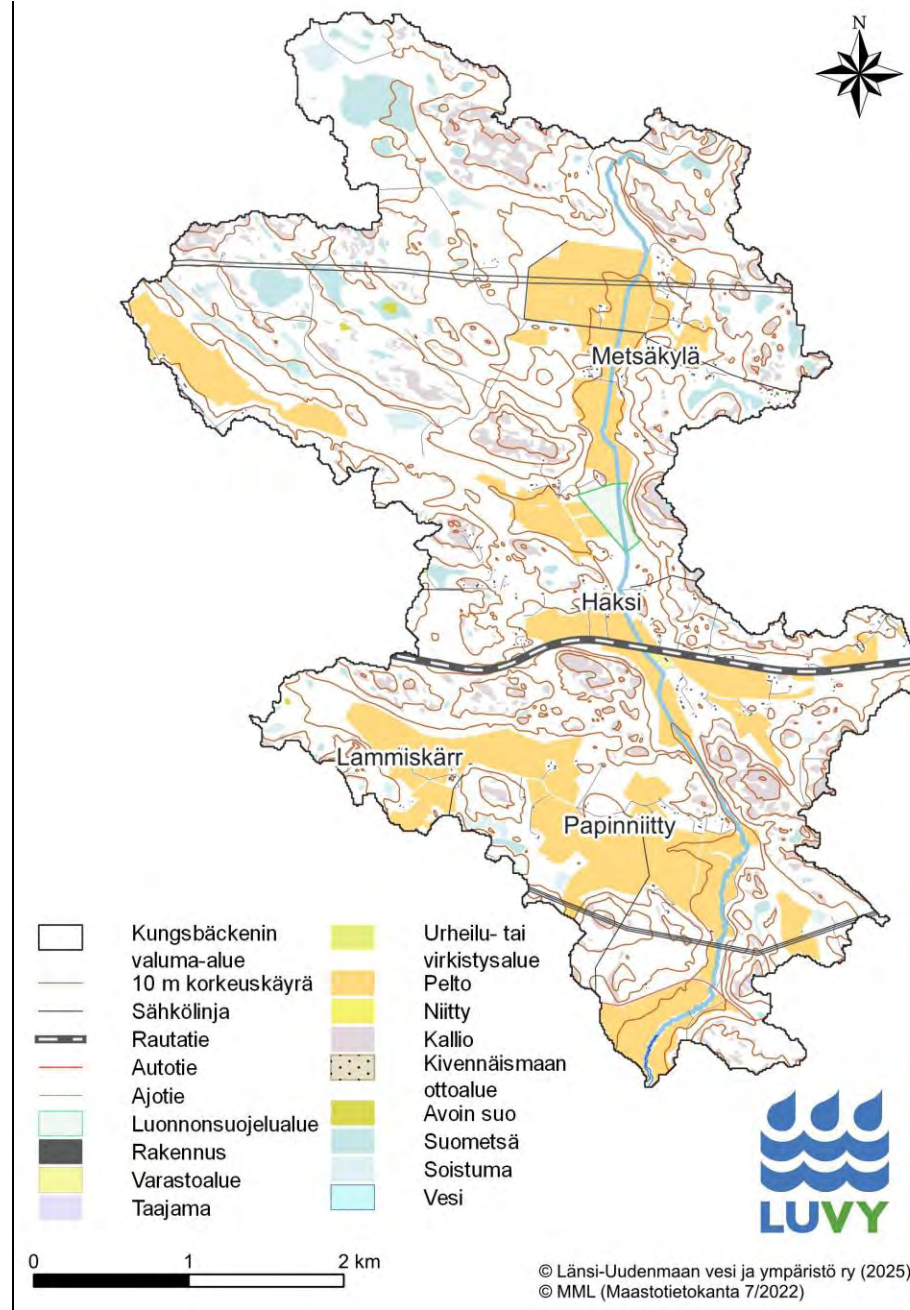 N
Metsäkylä
Haksi
Lammiskärr
Papinniitty
Kungsbäckenin
valuma-alue
10 m korkeuskäyrä
Sähkölinja
Rautatie
Autotie
Ajotie
Luonnonsuojelualue
Rakennus
Varastoalue
Taajama
Urheilu- tai
virkistysalue
Pelto
Niitty
Kallio
Kivennäismaan
ottoalue
Avoin suo
Suometsä
Soistuma
Vesi
LUVY
0 1 2 km
© Länsi-Uudenmaan vesi ja ympäristö ry (2025)
© MML (Maastotietokanta 7/2022)